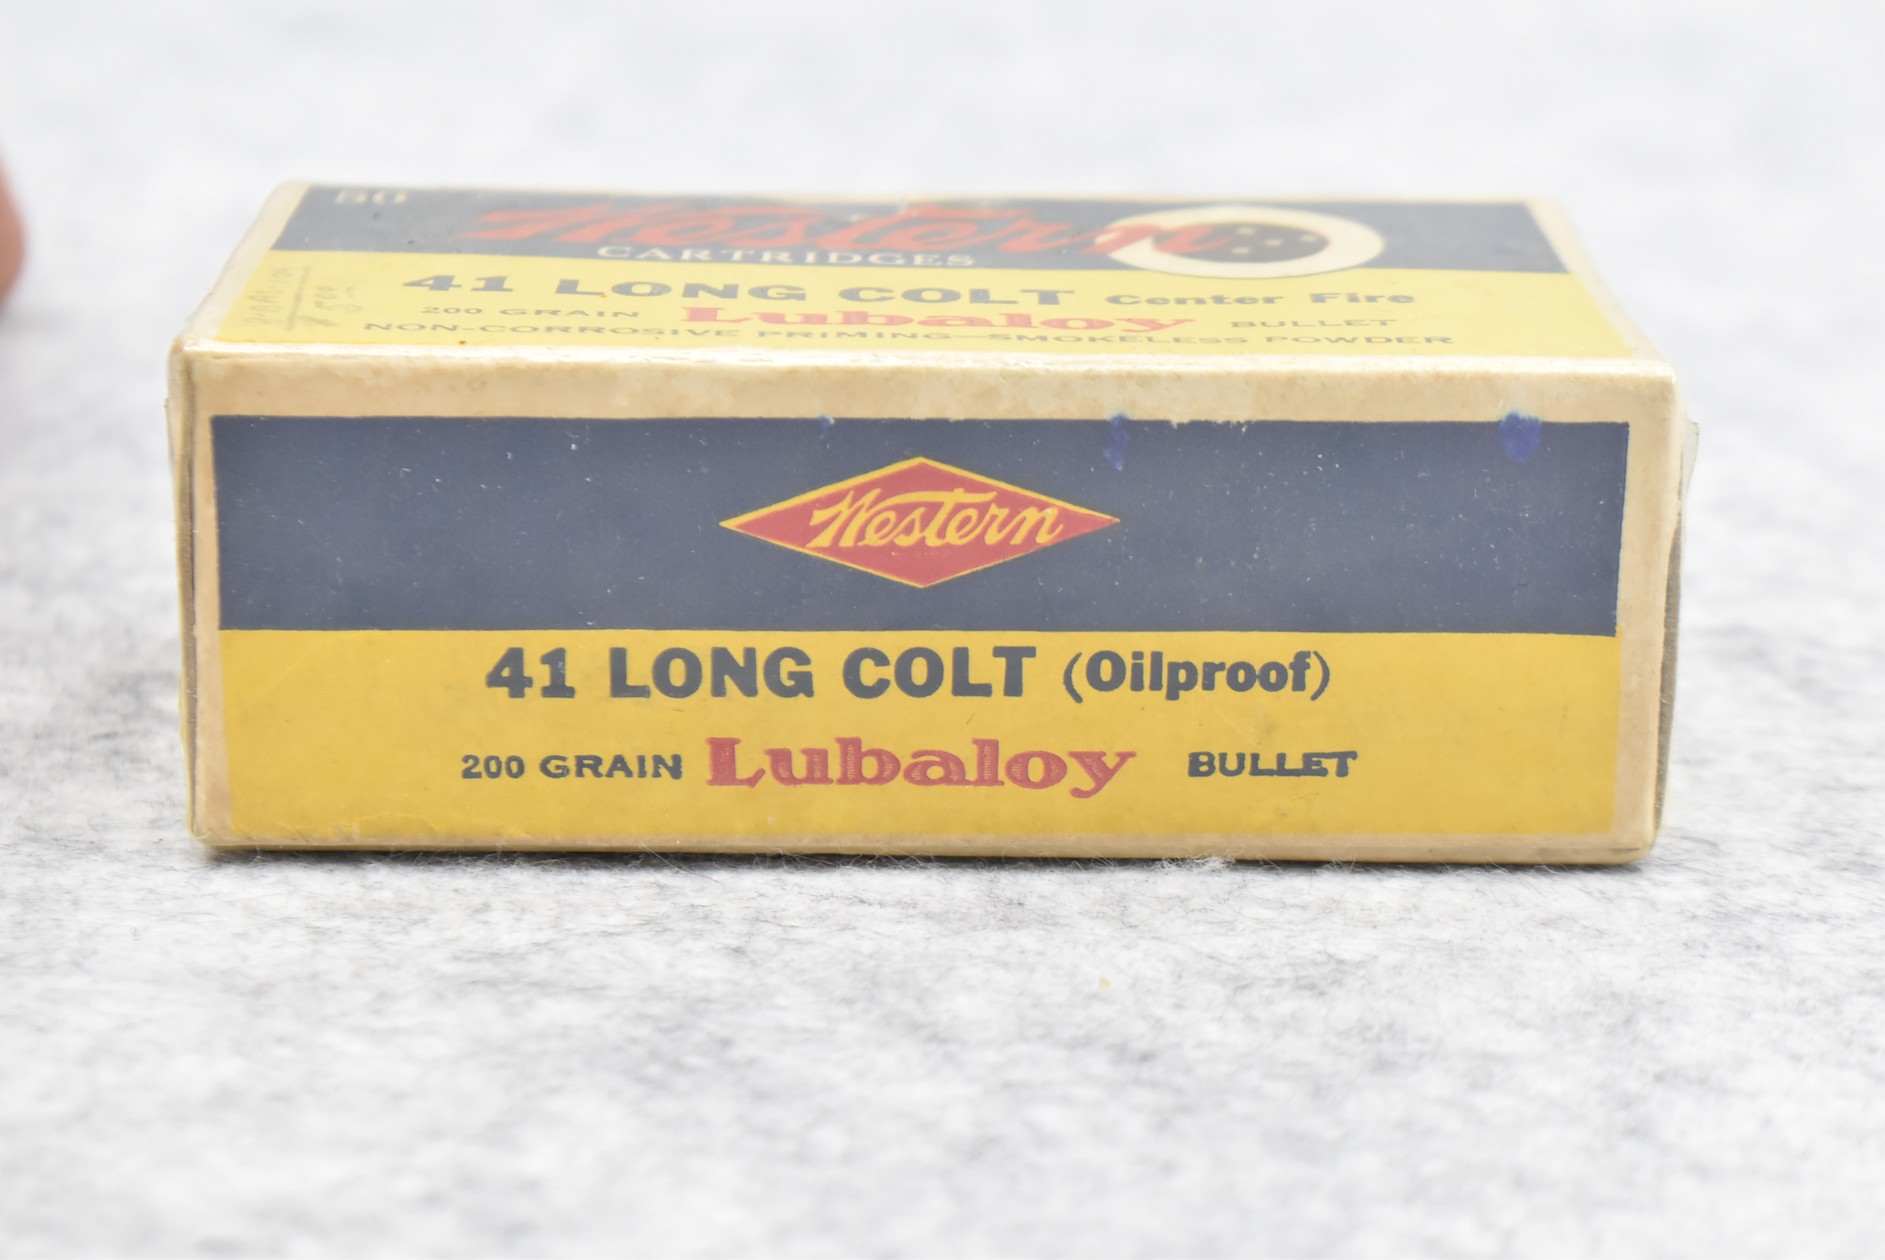 50
Western
CARTRIDGES
41 LONG COLT Center Fire
200 GRAIN Lubaloy BULLET
NON-CORROSIVE PRIMING—SMOKELESS POWDER
Western
41 LONG COLT (Oilproof)
200 GRAIN Lubaloy BULLET